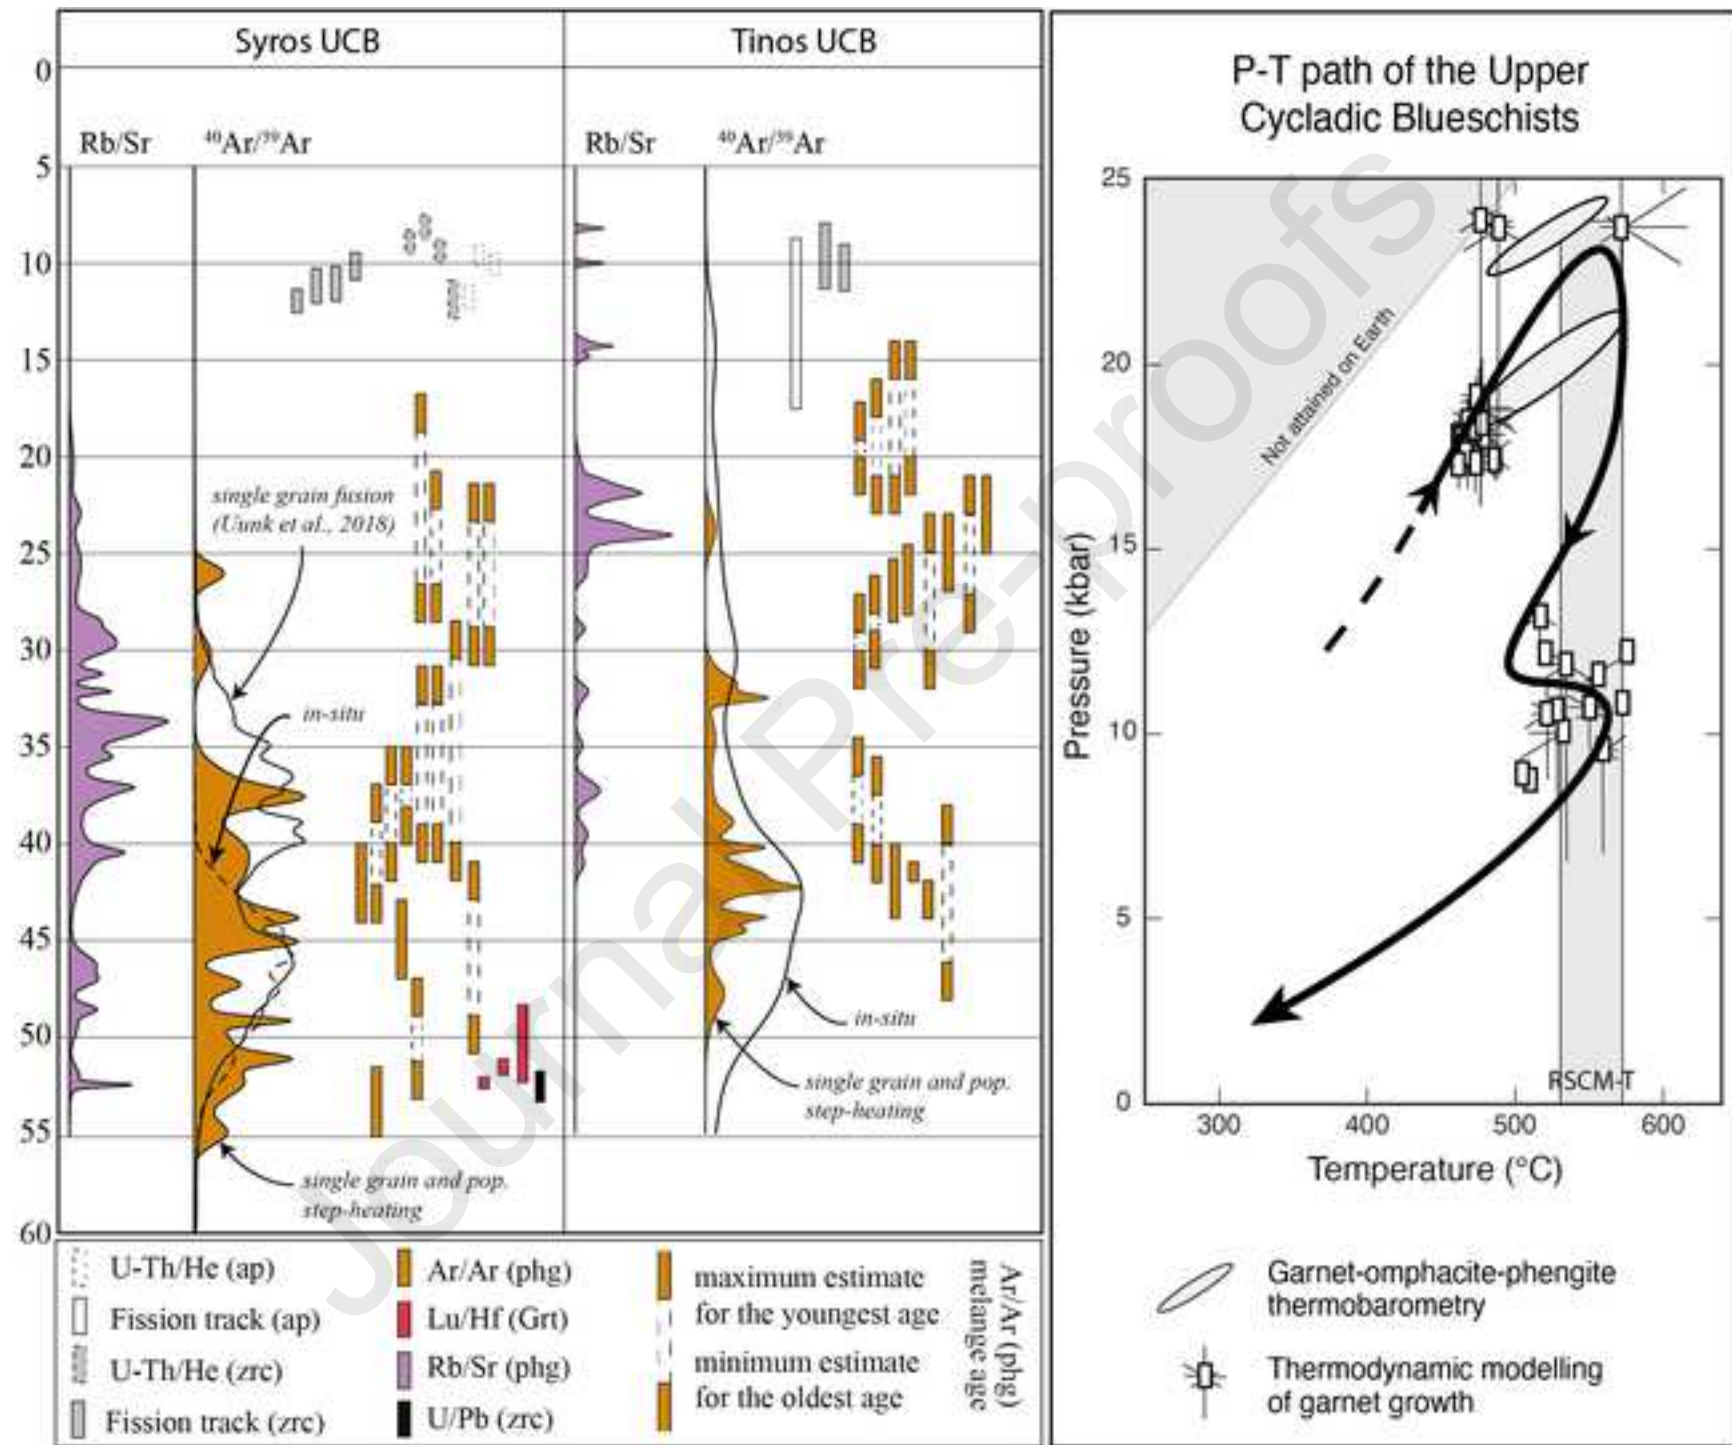 Syros UCB
Tinos UCB
0
5
10
15
20
25
30
35
40
45
50
55
60
Rb/Sr
⁴⁰Ar/³⁹Ar
Rb/Sr
⁴⁰Ar/³⁹Ar
single grain fusion
(Uunk et al., 2018)
in-situ
single grain and pop.
step-heating
in-situ
single grain and pop.
step-heating
U-Th/He (ap)
Fission track (ap)
U-Th/He (zrc)
Fission track (zrc)
Ar/Ar (phg)
Lu/Hf (Grt)
Rb/Sr (phg)
U/Pb (zrc)
maximum estimate
for the youngest age
minimum estimate
for the oldest age
Ar/Ar (phg)
melange age
P-T path of the Upper
Cycladic Blueschists
25
20
15
10
5
0
Pressure (kbar)
Not attained on Earth
RSCM-T
300
400
500
600
Temperature (°C)
Garnet-omphacite-phengite
thermobarometry
Thermodynamic modelling
of garnet growth
Journal Pre-proofs